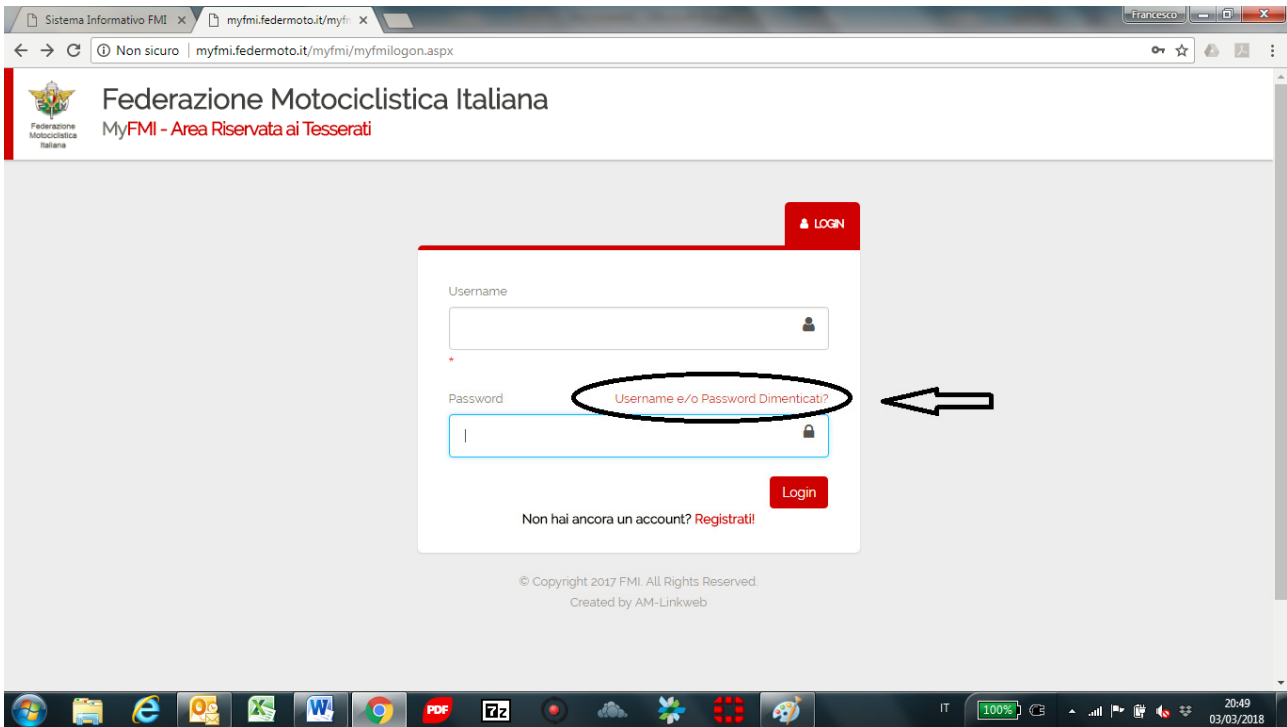 Sistema Informativo FMI
myfmi.federmoto.it/myfm
Francesco
Non sicuro | myfmi.federmoto.it/myfmi/myfmilogon.aspx
Federazione
Motociclistica
Italiana
Federazione Motociclistica Italiana
MyFMI - Area Riservata ai Tesserati
LOGIN
Username
*
Password
Username e/o Password Dimenticati?
Login
Non hai ancora un account? Registrati!
© Copyright 2017 FMI. All Rights Reserved.
Created by AM-Linkweb
PDF
7z
IT
100%
20:49
03/03/2018